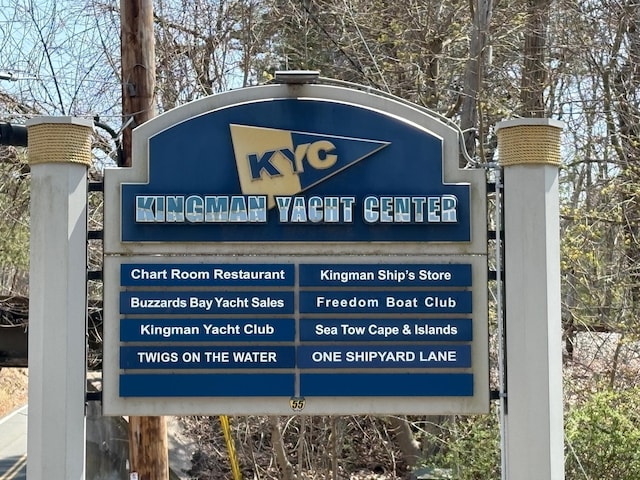 KYC
KINGMAN YACHT CENTER
Chart Room Restaurant
Kingman Ship's Store
Buzzards Bay Yacht Sales
Freedom Boat Club
Kingman Yacht Club
Sea Tow Cape & Islands
TWIGS ON THE WATER
ONE SHIPYARD LANE
55